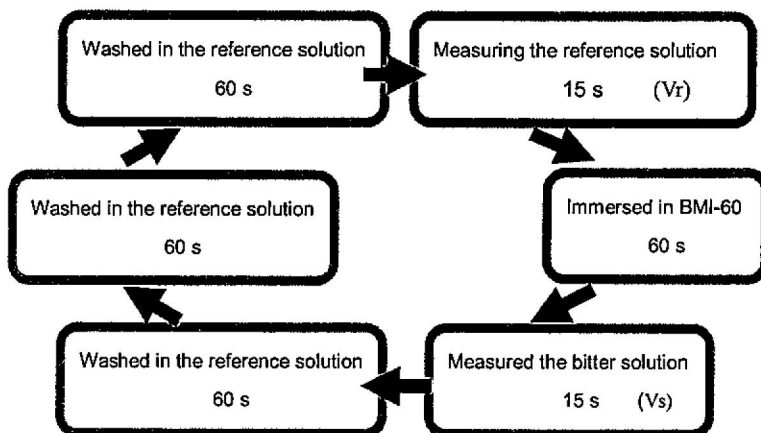 Washed in the reference solution
60 s
Measuring the reference solution
15 s (Vr)
Immersed in BMI-60
60 s
Measured the bitter solution
15 s (Vs)
Washed in the reference solution
60 s
Washed in the reference solution
60 s